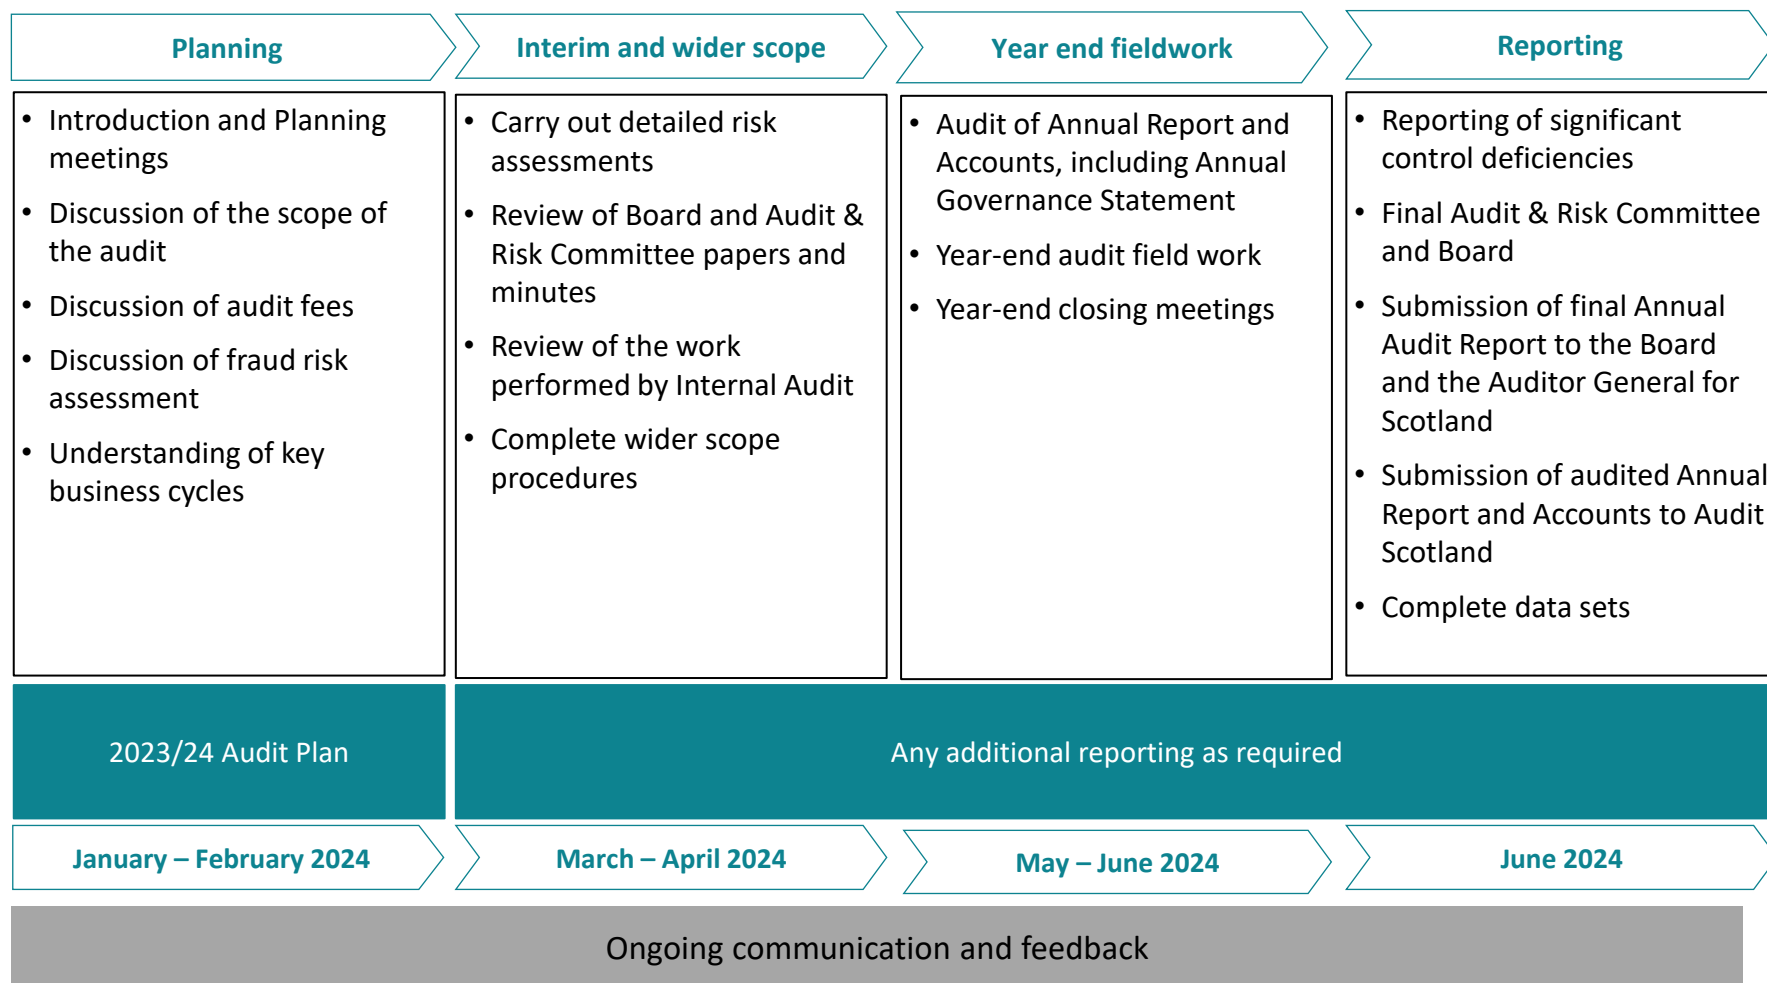 Planning
Interim and wider scope
Year end fieldwork
Reporting
• Introduction and Planning
meetings
• Discussion of the scope of
the audit
• Discussion of audit fees
• Discussion of fraud risk
assessment
• Understanding of key
business cycles
• Carry out detailed risk
assessments
• Review of Board and Audit &
Risk Committee papers and
minutes
• Review of the work
performed by Internal Audit
• Complete wider scope
procedures
• Audit of Annual Report and
Accounts, including Annual
Governance Statement
• Year-end audit field work
• Year-end closing meetings
• Reporting of significant
control deficiencies
• Final Audit & Risk Committee
and Board
• Submission of final Annual
Audit Report to the Board
and the Auditor General for
Scotland
• Submission of audited Annual
Report and Accounts to Audit
Scotland
• Complete data sets
2023/24 Audit Plan
Any additional reporting as required
January – February 2024
March – April 2024
May – June 2024
June 2024
Ongoing communication and feedback